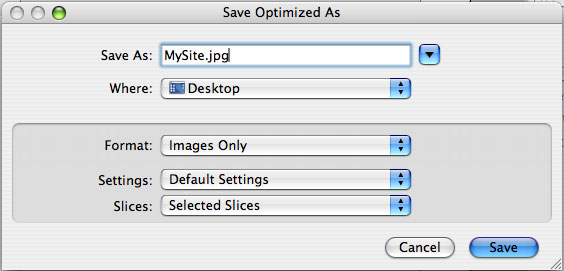 Save Optimized As
Save As: MySite.jpg
Where: Desktop
Format: Images Only
Settings: Default Settings
Slices: Selected Slices
Cancel Save